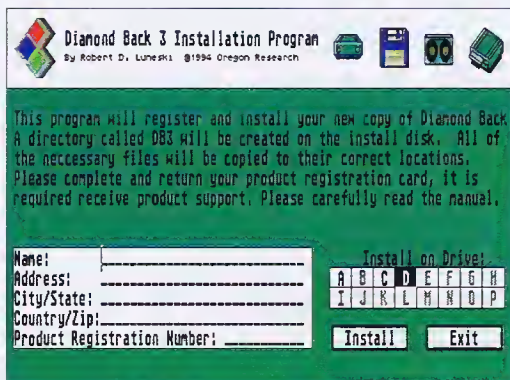 Diamond Back 3 Installation Program
By Robert D. Luneski ©1994 Oregon Research
This program will register and install your new copy of Diamond Back
A directory called DB3 will be created on the install disk. All of
the neccessary files will be copied to their correct locations.
Please complete and return your product registration card, it is
required receive product support. Please carefully read the manual.
Name:
Address:
City/State:
Country/Zip:
Product Registration Number:
Install on Drive:
A B C D E F G H
I J K L M N O P
Install Exit